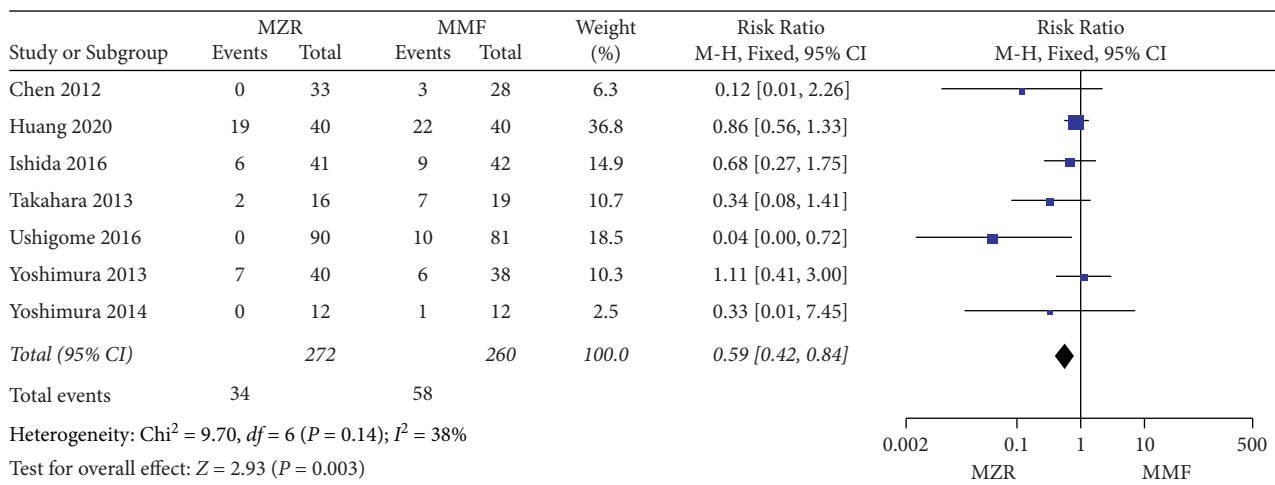 MZR MMF Weight Risk Ratio Risk Ratio
Study or Subgroup Events Total Events Total (%) M-H, Fixed, 95% CI M-H, Fixed, 95% CI
Chen 2012 0 33 3 28 6.3 0.12 [0.01, 2.26]
Huang 2020 19 40 22 40 36.8 0.86 [0.56, 1.33]
Ishida 2016 6 41 9 42 14.9 0.68 [0.27, 1.75]
Takahara 2013 2 16 7 19 10.7 0.34 [0.08, 1.41]
Ushigome 2016 0 90 10 81 18.5 0.04 [0.00, 0.72]
Yoshimura 2013 7 40 6 38 10.3 1.11 [0.41, 3.00]
Yoshimura 2014 0 12 1 12 2.5 0.33 [0.01, 7.45]
Total (95% CI) 272 260 100.0 0.59 [0.42, 0.84]
Total events 34 58
Heterogeneity: Chi² = 9.70, df = 6 (P = 0.14); I² = 38%
0.002 0.1 1 10 500
Test for overall effect: Z = 2.93 (P = 0.003)
MZR MMF